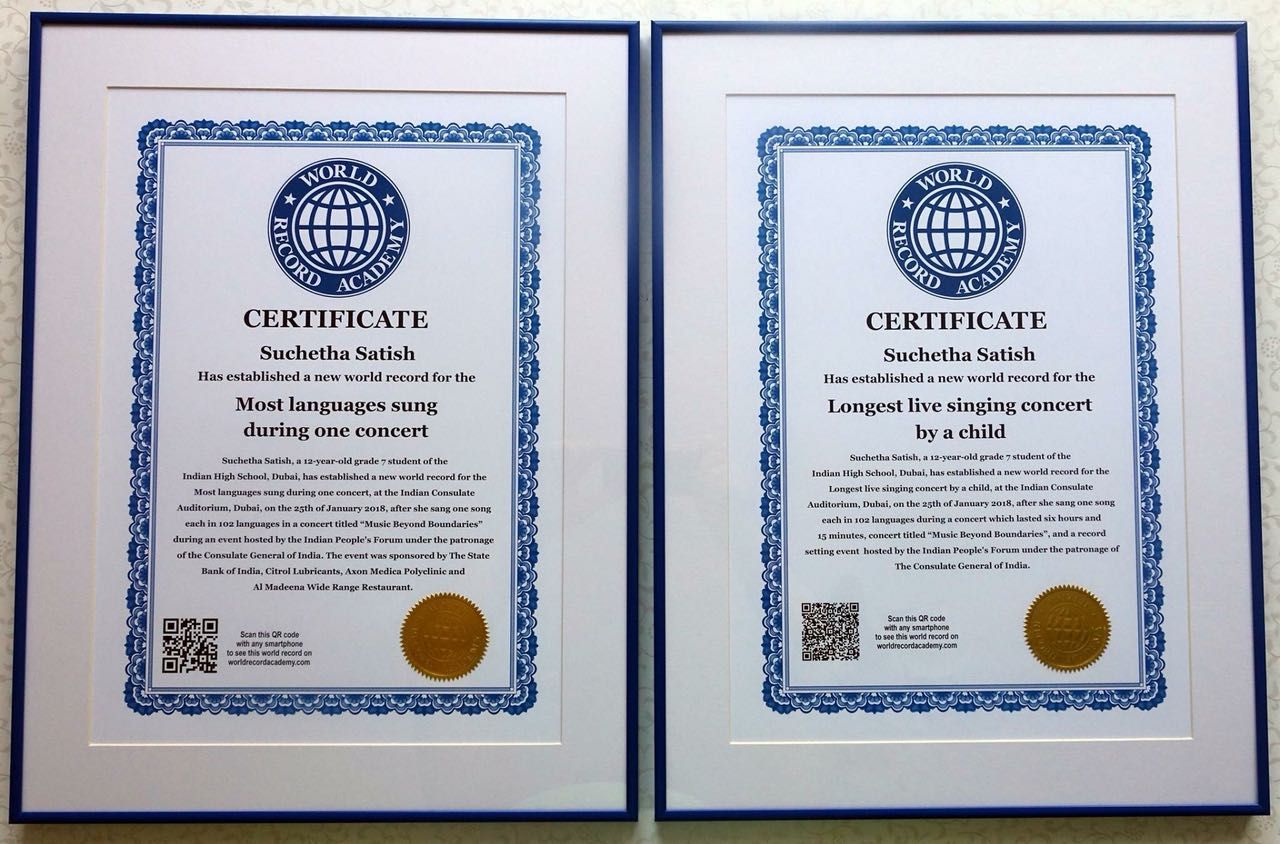 WORLD
RECORD ACADEMY
CERTIFICATE
Suchetha Satish
Has established a new world record for the
Most languages sung
during one concert
Suchetha Satish, a 12-year-old grade 7 student of the
Indian High School, Dubai, has established a new world record for the
Most languages sung during one concert, at the Indian Consulate
Auditorium, Dubai, on the 25th of January 2018, after she sang one song
each in 102 languages in a concert titled “Music Beyond Boundaries”
during an event hosted by the Indian People's Forum under the patronage
of the Consulate General of India. The event was sponsored by The State
Bank of India, Citrol Lubricants, Axon Medica Polyclinic and
Al Madeena Wide Range Restaurant.
Scan this QR code
with any smartphone
to see this world record on
worldrecordacademy.com
WORLD
RECORD ACADEMY
CERTIFICATE
Suchetha Satish
Has established a new world record for the
Longest live singing concert
by a child
Suchetha Satish, a 12-year-old grade 7 student of the
Indian High School, Dubai, has established a new world record for the
Longest live singing concert by a child, at the Indian Consulate
Auditorium, Dubai, on the 25th of January 2018, after she sang one song
each in 102 languages during a concert which lasted six hours and
15 minutes, concert titled “Music Beyond Boundaries”, and a record
setting event hosted by the Indian People's Forum under the patronage of
The Consulate General of India.
Scan this QR code
with any smartphone
to see this world record on
worldrecordacademy.com